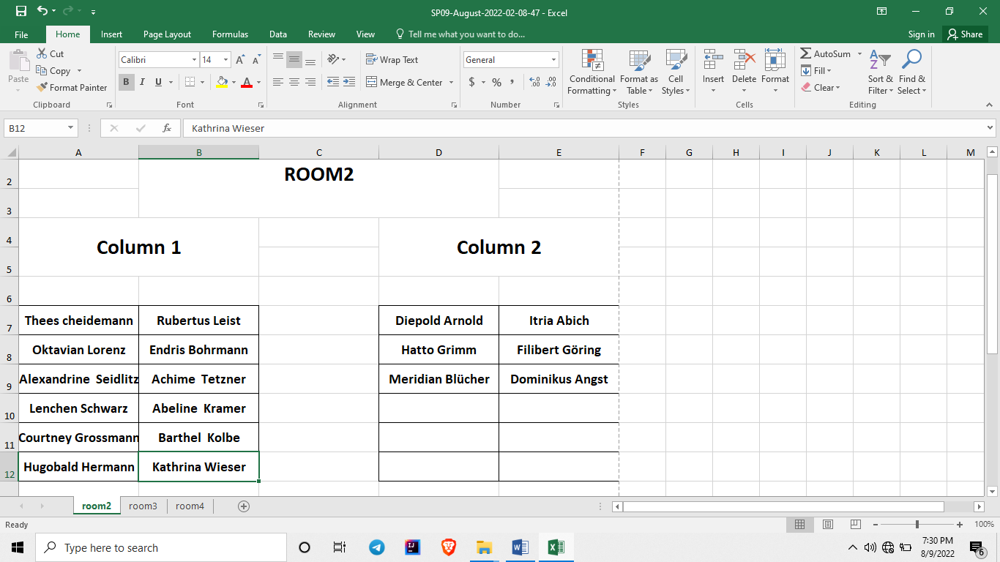 SP09-August-2022-02-08-47 - Excel
File Home Insert Page Layout Formulas Data Review View Tell me what you want to do... Sign in Share
Paste
Cut
Copy
Format Painter
Clipboard
Calibri 14
B I U A
Font
Wrap Text
Merge & Center
Alignment
General
$ % ,
Number
Conditional Formatting
Format as Table
Cell Styles
Styles
Insert Delete Format
Cells
AutoSum
Fill
Clear
Sort & Filter
Find & Select
Editing
B12 fx Kathrina Wieser
A B C D E F G H I J K L M
2 ROOM2
3
4
Column 1 Column 2
5
6
7 Thees cheidemann Rubertus Leist Diepold Arnold Itria Abich
8 Oktavian Lorenz Endris Bohrmann Hatto Grimm Filibert Göring
9 Alexandrine  Seidlitz Achime  Tetzner Meridian Blücher Dominikus Angst
10 Lenchen Schwarz Abeline  Kramer
11 Courtney Grossmann Barthel  Kolbe
12 Hugobald Hermann Kathrina Wieser
room2 room3 room4
Ready 100%
Type here to search
7:30 PM
8/9/2022
6